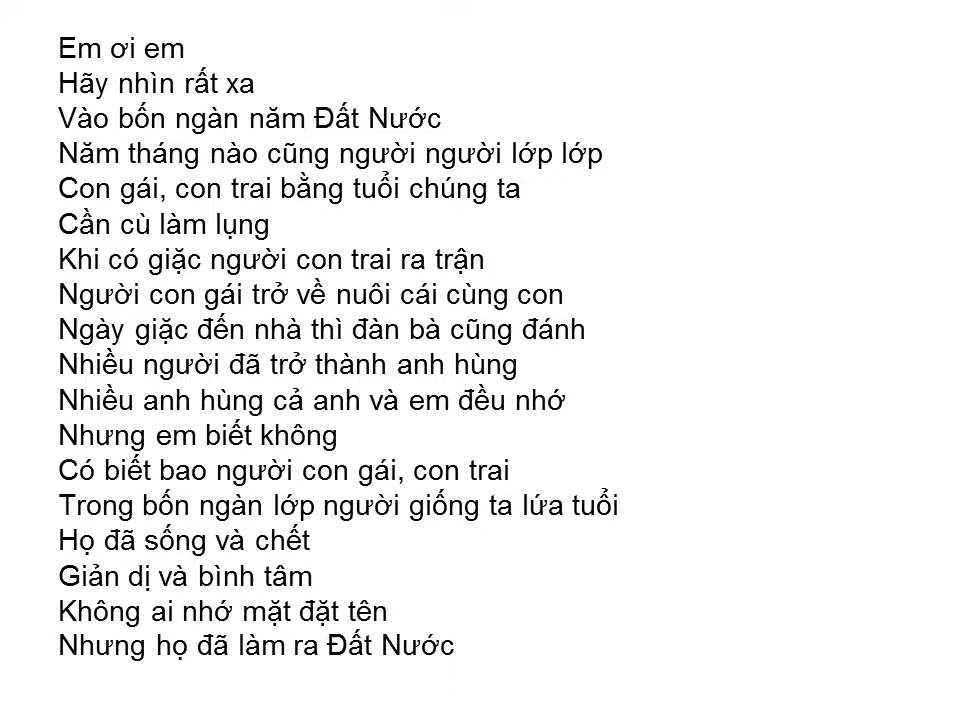 Em ơi em
Hãy nhìn rất xa
Vào bốn ngàn năm Đất Nước
Năm tháng nào cũng người người lớp lớp
Con gái, con trai bằng tuổi chúng ta
Cần cù làm lụng
Khi có giặc người con trai ra trận
Người con gái trở về nuôi cái cùng con
Ngày giặc đến nhà thì đàn bà cũng đánh
Nhiều người đã trở thành anh hùng
Nhiều anh hùng cả anh và em đều nhớ
Nhưng em biết không
Có biết bao người con gái, con trai
Trong bốn ngàn lớp người giống ta lứa tuổi
Họ đã sống và chết
Giản dị và bình tâm
Không ai nhớ mặt đặt tên
Nhưng họ đã làm ra Đất Nước